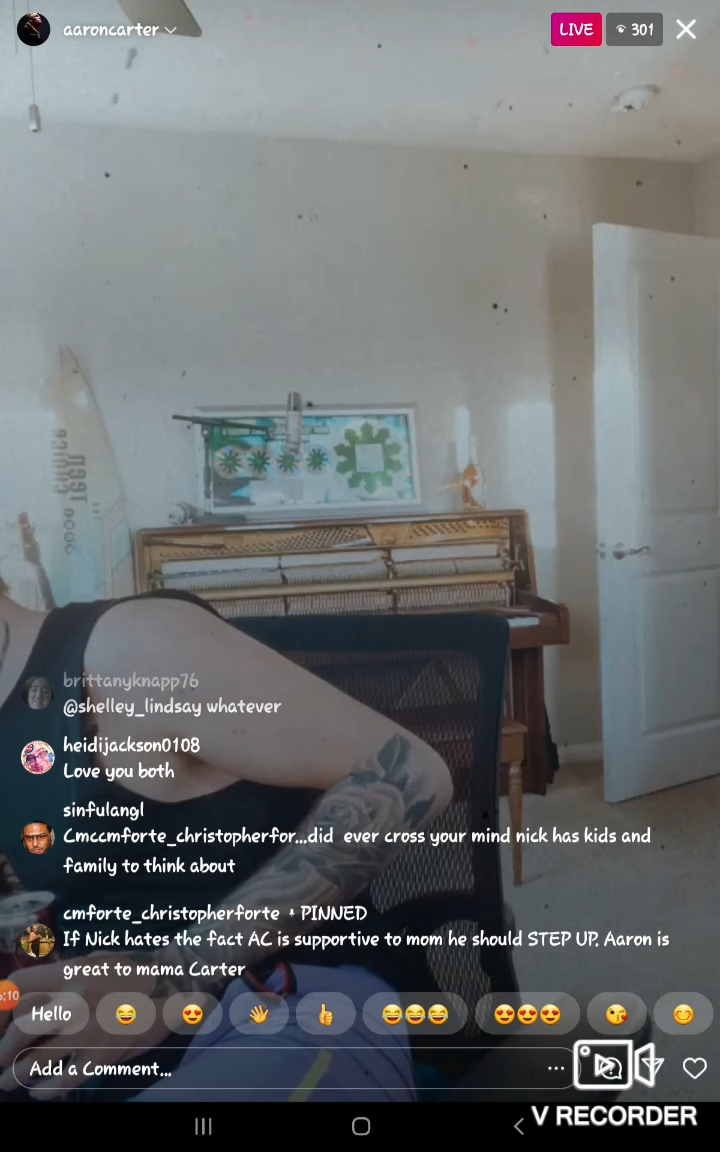 aaroncarter
LIVE
301
brittanyknapp76
@shelley_lindsay whatever
heidijackson0108
Love you both
sinfulangl
Cmccmforte_christopherfor...did ever cross your mind nick has kids and
family to think about
cmforte_christopherforte PINNED
If Nick hates the fact AC is supportive to mom he should STEP UP. Aaron is
great to mama Carter
:10
Hello
Add a Comment...
V RECORDER